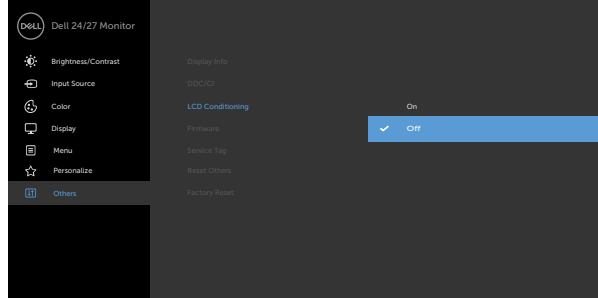 DELL
Dell 24/27 Monitor
Brightness/Contrast
Input Source
Color
Display
Menu
Personalize
Others
Display Info
DDC/CI
LCD Conditioning
Firmware
Service Tag
Reset Others
Factory Reset
On
Off